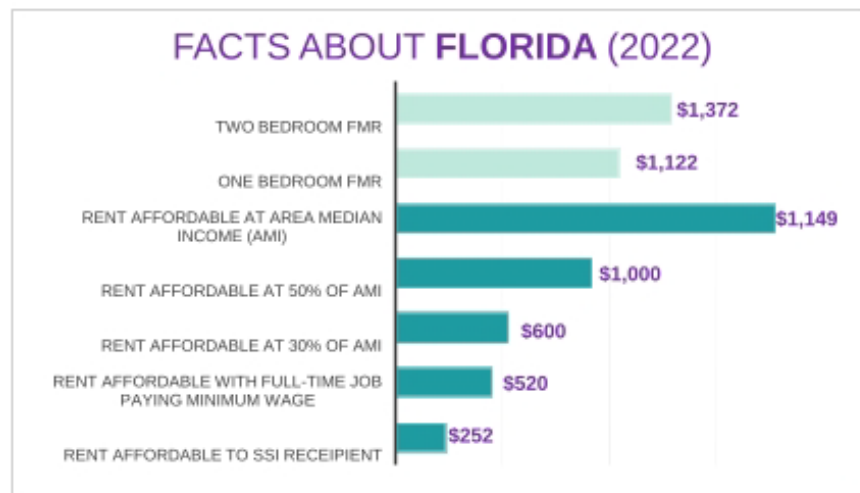 FACTS ABOUT FLORIDA (2022)
$1,372
TWO BEDROOM FMR
$1,122
ONE BEDROOM FMR
RENT AFFORDABLE AT AREA MEDIAN
INCOME (AMI)
$1,149
$1,000
RENT AFFORDABLE AT 50% OF AMI
$600
RENT AFFORDABLE AT 30% OF AMI
RENT AFFORDABLE WITH FULL-TIME JOB
PAYING MINIMUM WAGE
$520
$252
RENT AFFORDABLE TO SSI RECEIPIENT